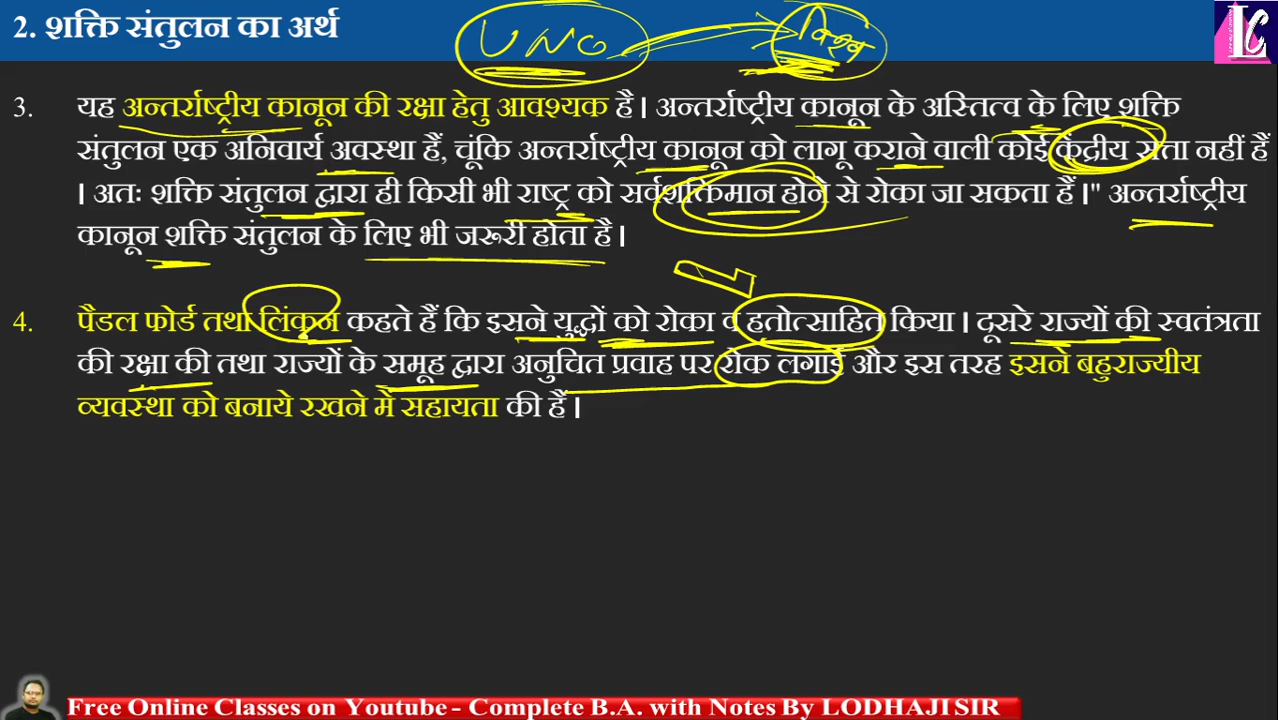 2. शक्ति संतुलन का अर्थ
UNO
विश्व
LC
3. यह अन्तर्राष्ट्रीय कानून की रक्षा हेतु आवश्यक है। अन्तर्राष्ट्रीय कानून के अस्तित्व के लिए शक्ति
संतुलन एक अनिवार्य अवस्था हैं, चूंकि अन्तर्राष्ट्रीय कानून को लागू कराने वाली कोई केंद्रीय सत्ता नहीं हैं
। अतः शक्ति संतुलन द्वारा ही किसी भी राष्ट्र को सर्वशक्तिमान होने से रोका जा सकता हैं।" अन्तर्राष्ट्रीय
कानून शक्ति संतुलन के लिए भी जरूरी होता है।
4. पैडल फोर्ड तथा लिंकन कहते हैं कि इसने युद्धों को रोका व हतोत्साहित किया। दूसरे राज्यों की स्वतंत्रता
की रक्षा की तथा राज्यों के समूह द्वारा अनुचित प्रवाह पर रोक लगाई और इस तरह इसने बहुराज्यीय
व्यवस्था को बनाये रखने में सहायता की हैं।
Free Online Classes on Youtube - Complete B.A. with Notes By LODHAJI SIR